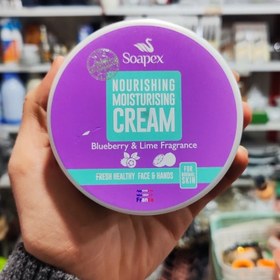 Soapex
NOURISHING
MOISTURISING
CREAM
Blueberry & Lime Fragrance
FRESH HEALTHY FACE & HANDS
FOR
NORMAL
SKIN